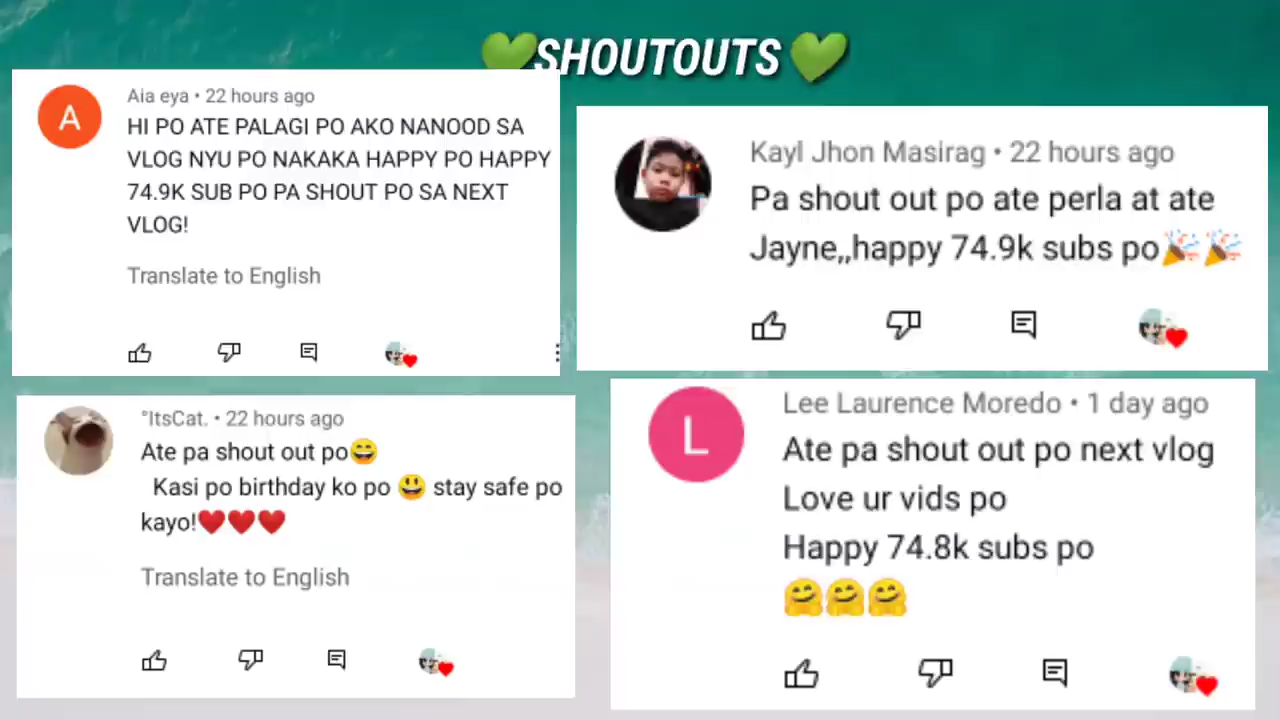 💚SHOUTOUTS 💚
A
Aia eya • 22 hours ago
HI PO ATE PALAGI PO AKO NANOOD SA
VLOG NYU PO NAKAKA HAPPY PO HAPPY
74.9K SUB PO PA SHOUT PO SA NEXT
VLOG!
Translate to English
Kayl Jhon Masirag • 22 hours ago
Pa shout out po ate perla at ate
Jayne,,happy 74.9k subs po🎉🎉
°ItsCat. • 22 hours ago
Ate pa shout out po😄
Kasi po birthday ko po 😃 stay safe po
kayo!❤️❤️❤️
Translate to English
L
Lee Laurence Moredo • 1 day ago
Ate pa shout out po next vlog
Love ur vids po
Happy 74.8k subs po
🤗🤗🤗